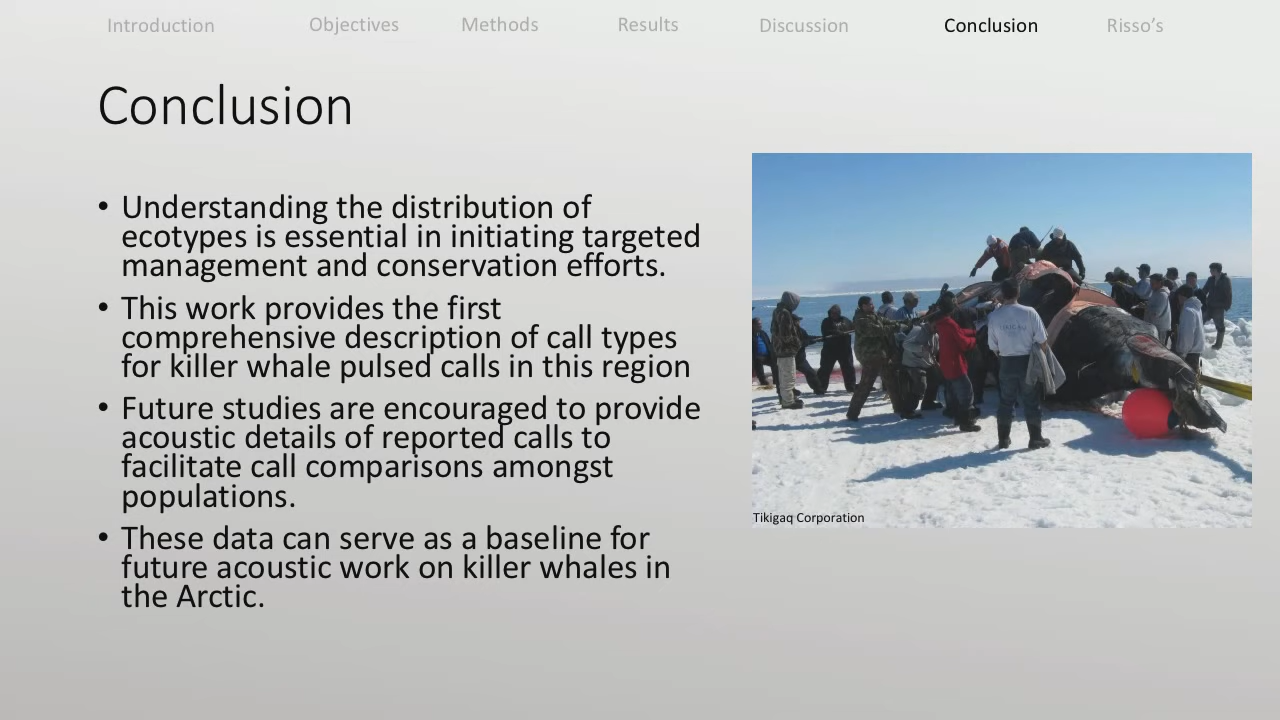 Introduction Objectives Methods Results Discussion Conclusion Risso's
Conclusion
• Understanding the distribution of
ecotypes is essential in initiating targeted
management and conservation efforts.
• This work provides the first
comprehensive description of call types
for killer whale pulsed calls in this region
• Future studies are encouraged to provide
acoustic details of reported calls to
facilitate call comparisons amongst
populations.
• These data can serve as a baseline for
future acoustic work on killer whales in
the Arctic.
Tikigaq Corporation